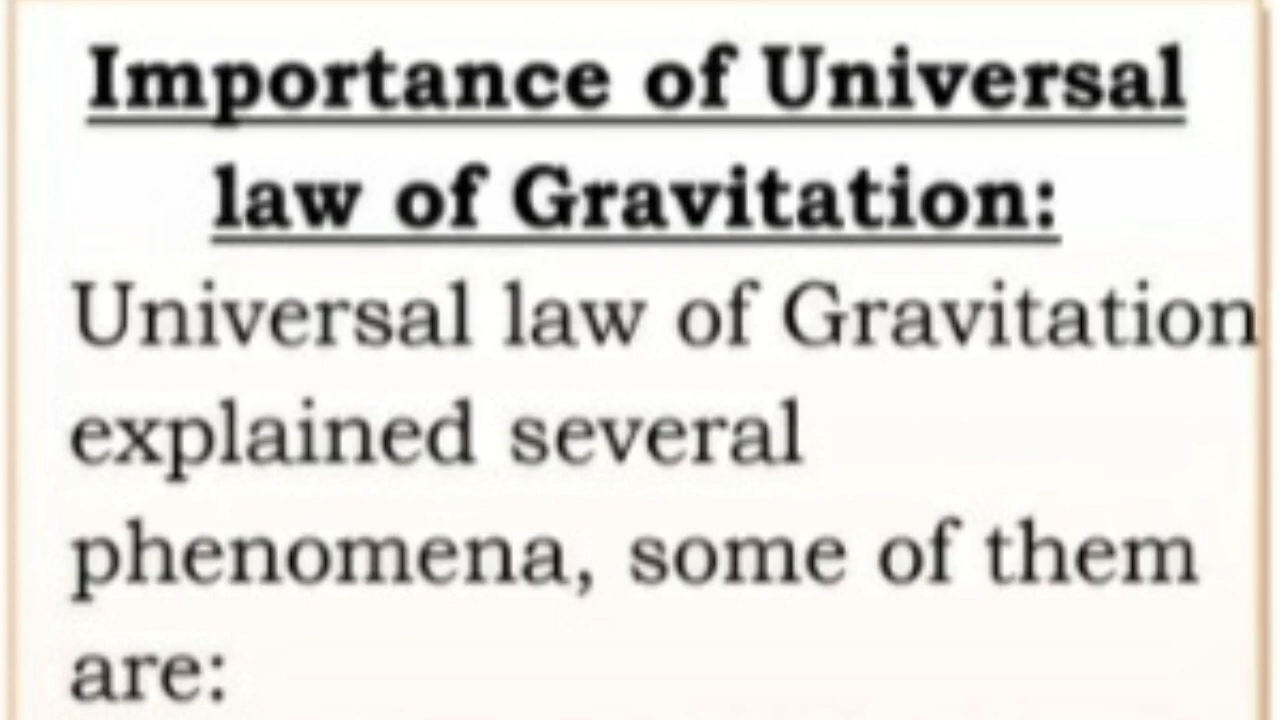 Importance of Universal
law of Gravitation:
Universal law of Gravitation
explained several
phenomena, some of them
are: